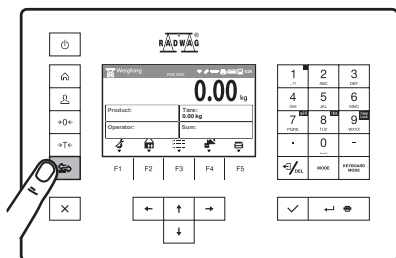 RADWAG®
Weighing
0.00 kg
Product:
Tare:
0.00 kg
Operator:
Sum:
F1 F2 F3 F4 F5
→0←
→T←
1 2 3
ABC DEF
4 5 6
GHI JKL MNO
7 8 9
PQRS TUV WXYZ
. 0 -
/DEL MODE KEYBOARD MODE